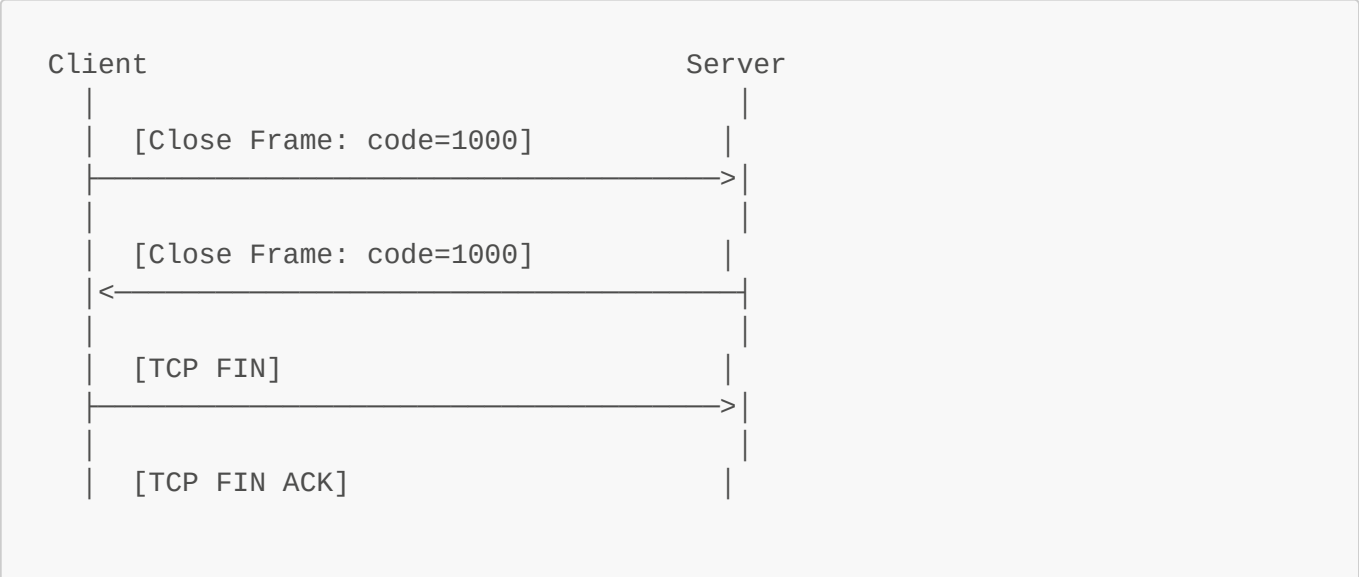 Client Server
[Close Frame: code=1000]
[Close Frame: code=1000]
[TCP FIN]
[TCP FIN ACK]